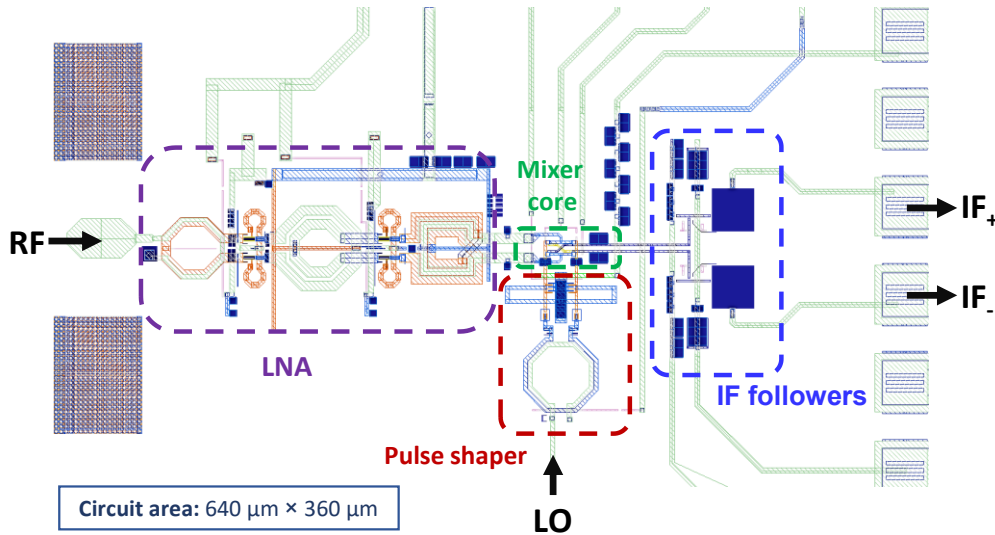 Mixer
core
IF+
RF
IF-
LNA
IF followers
Pulse shaper
Circuit area: 640 µm × 360 µm
LO